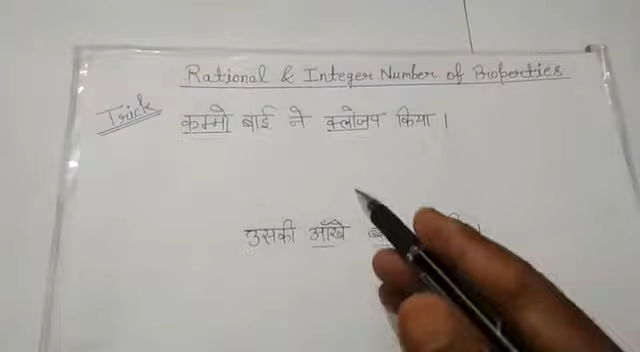 Rational & Integer Number of Properties
Trick
कम्मो बाई ने क्लोजप किया ।
उसकी आँखे